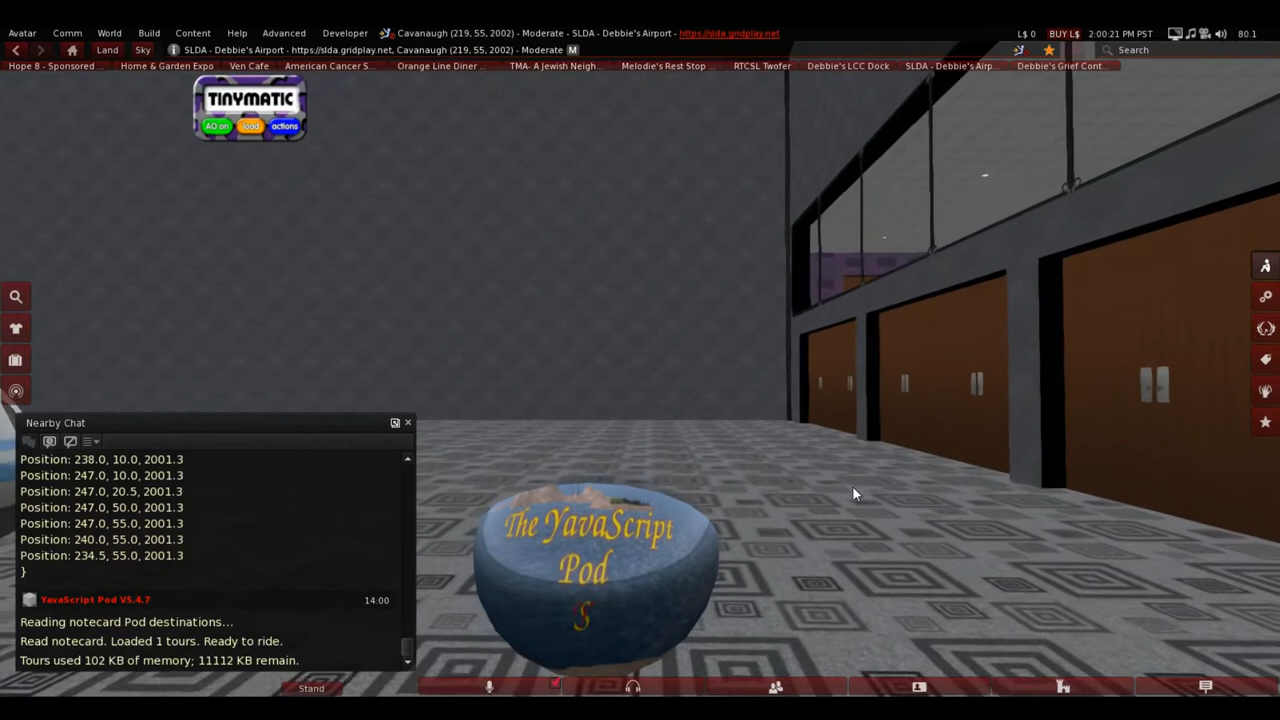 Avatar Comm World Build Content Help Advanced Developer Cavanaugh (219, 55, 2002) - Moderate - SLDA - Debbie's Airport - https://slda.gridplay.net L$ 0 BUY L$ 2:00:21 PM PST 80.1
Land Sky SLDA - Debbie's Airport - https://slda.gridplay.net, Cavanaugh (219, 55, 2002) - Moderate M Search
Hope 8 - Sponsored ... Home & Garden Expo Ven Cafe American Cancer S... Orange Line Diner ... TMA- A Jewish Neigh... Melodie's Rest Stop ... RTCSL Twofer Debbie's LCC Dock SLDA - Debbie's Airp... Debbie's Grief Cont...
TINYMATIC
AO on load actions
Nearby Chat
Position: 238.0, 10.0, 2001.3
Position: 247.0, 10.0, 2001.3
Position: 247.0, 20.5, 2001.3
Position: 247.0, 50.0, 2001.3
Position: 247.0, 55.0, 2001.3
Position: 240.0, 55.0, 2001.3
Position: 234.5, 55.0, 2001.3
}
YavaScript Pod V5.4.7 14:00
Reading notecard Pod destinations...
Read notecard. Loaded 1 tours. Ready to ride.
Tours used 102 KB of memory; 11112 KB remain.
The YavaScript
Pod
S
Stand